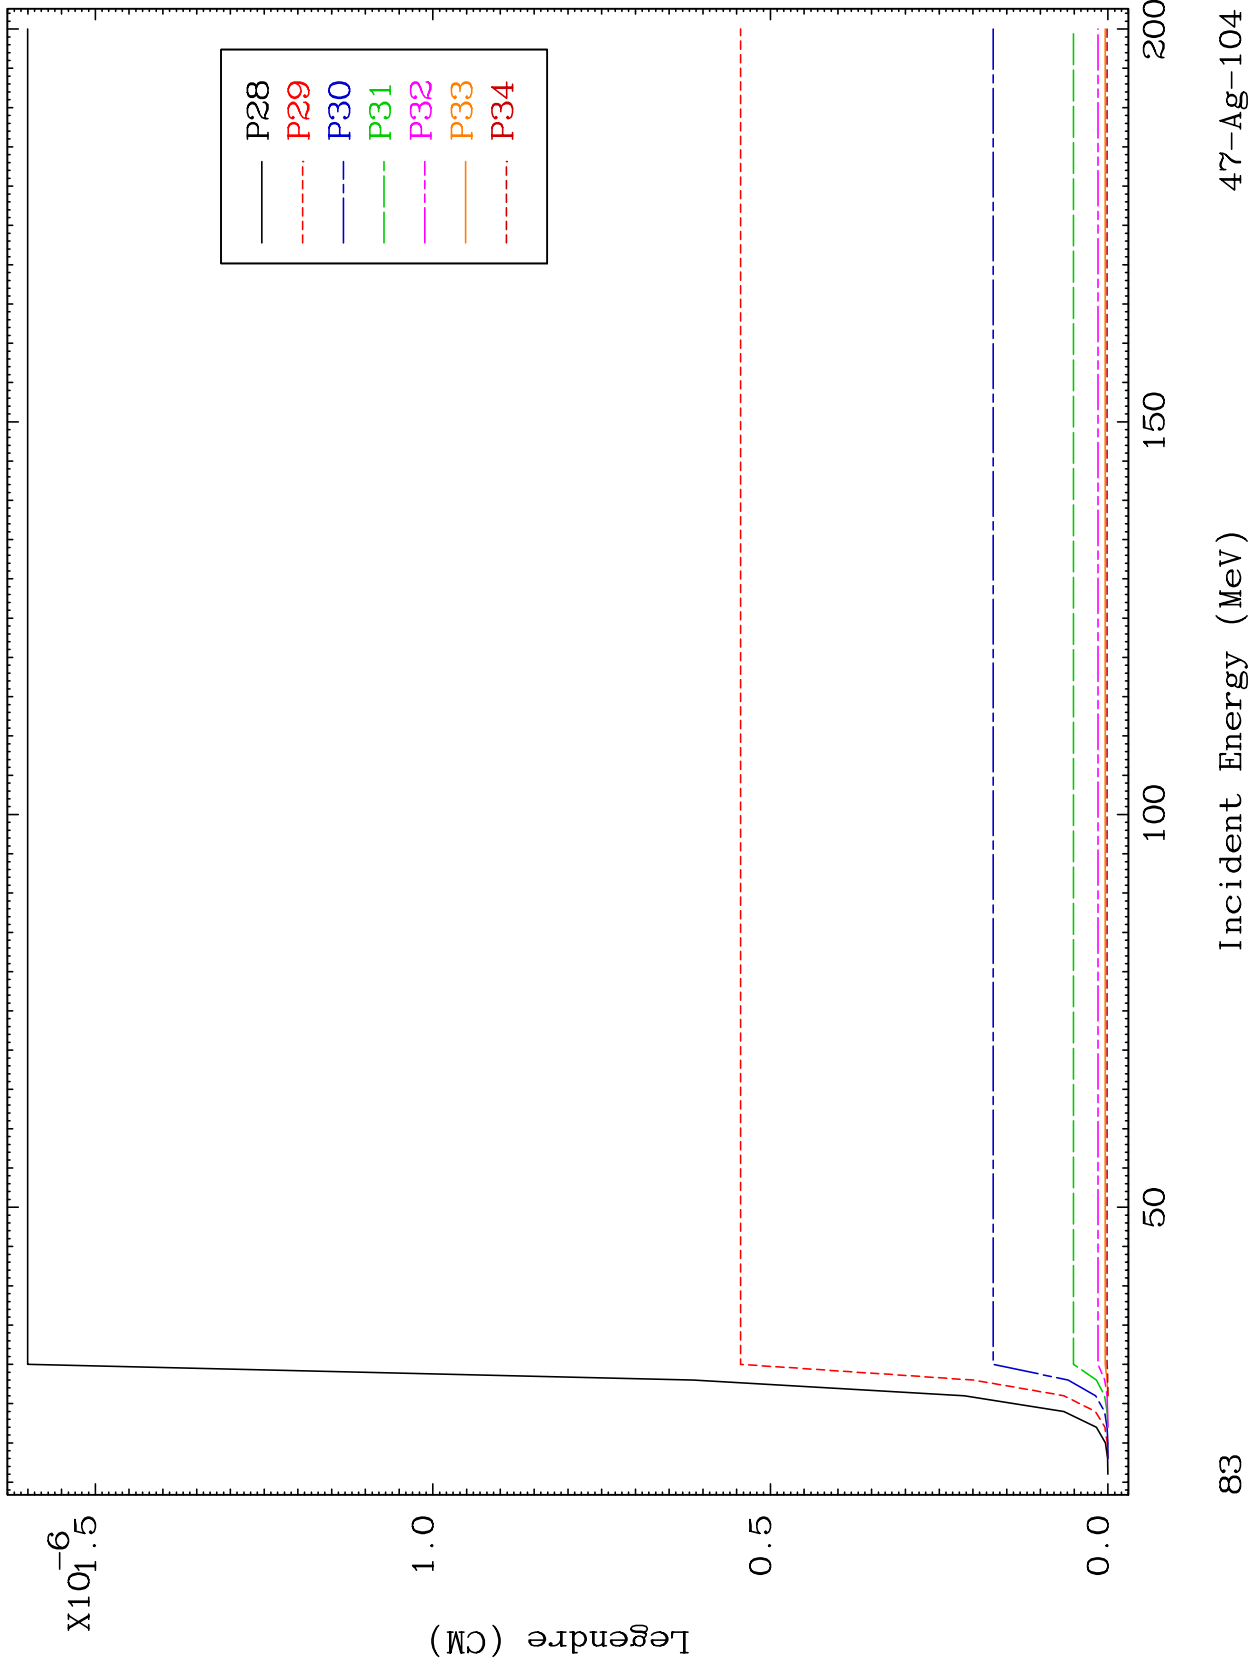 X10-6
1.5
1.0
0.5
0.0
Legendre (CM)
P28
P29
P30
P31
P32
P33
P34
50
100
150
200
83
Incident Energy (MeV)
47-Ag-104